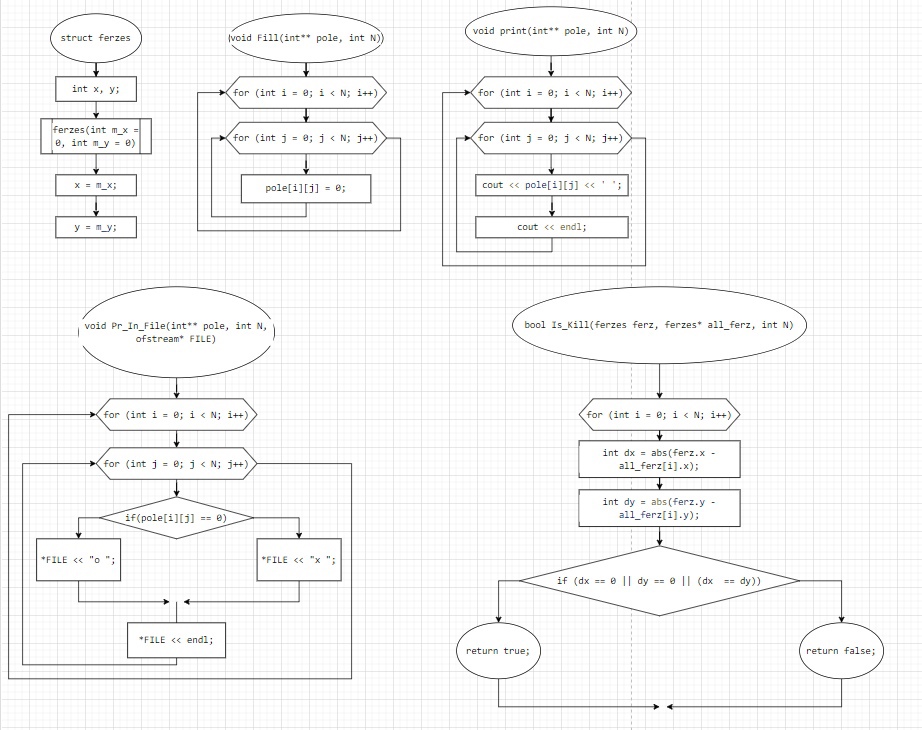 struct ferzes
int x, y;
ferzes(int m_x =
0, int m_y = 0)
x = m_x;
y = m_y;
void Fill(int** pole, int N)
for (int i = 0; i < N; i++)
for (int j = 0; j < N; j++)
pole[i][j] = 0;
void print(int** pole, int N)
for (int i = 0; i < N; i++)
for (int j = 0; j < N; j++)
cout << pole[i][j] << ' ';
cout << endl;
void Pr_In_File(int** pole, int N,
ofstream* FILE)
for (int i = 0; i < N; i++)
for (int j = 0; j < N; j++)
if(pole[i][j] == 0)
*FILE << "o ";
*FILE << "x ";
*FILE << endl;
bool Is_Kill(ferzes ferz, ferzes* all_ferz, int N)
for (int i = 0; i < N; i++)
int dx = abs(ferz.x -
all_ferz[i].x);
int dy = abs(ferz.y -
all_ferz[i].y);
if (dx == 0 || dy == 0 || (dx == dy))
return true;
return false;